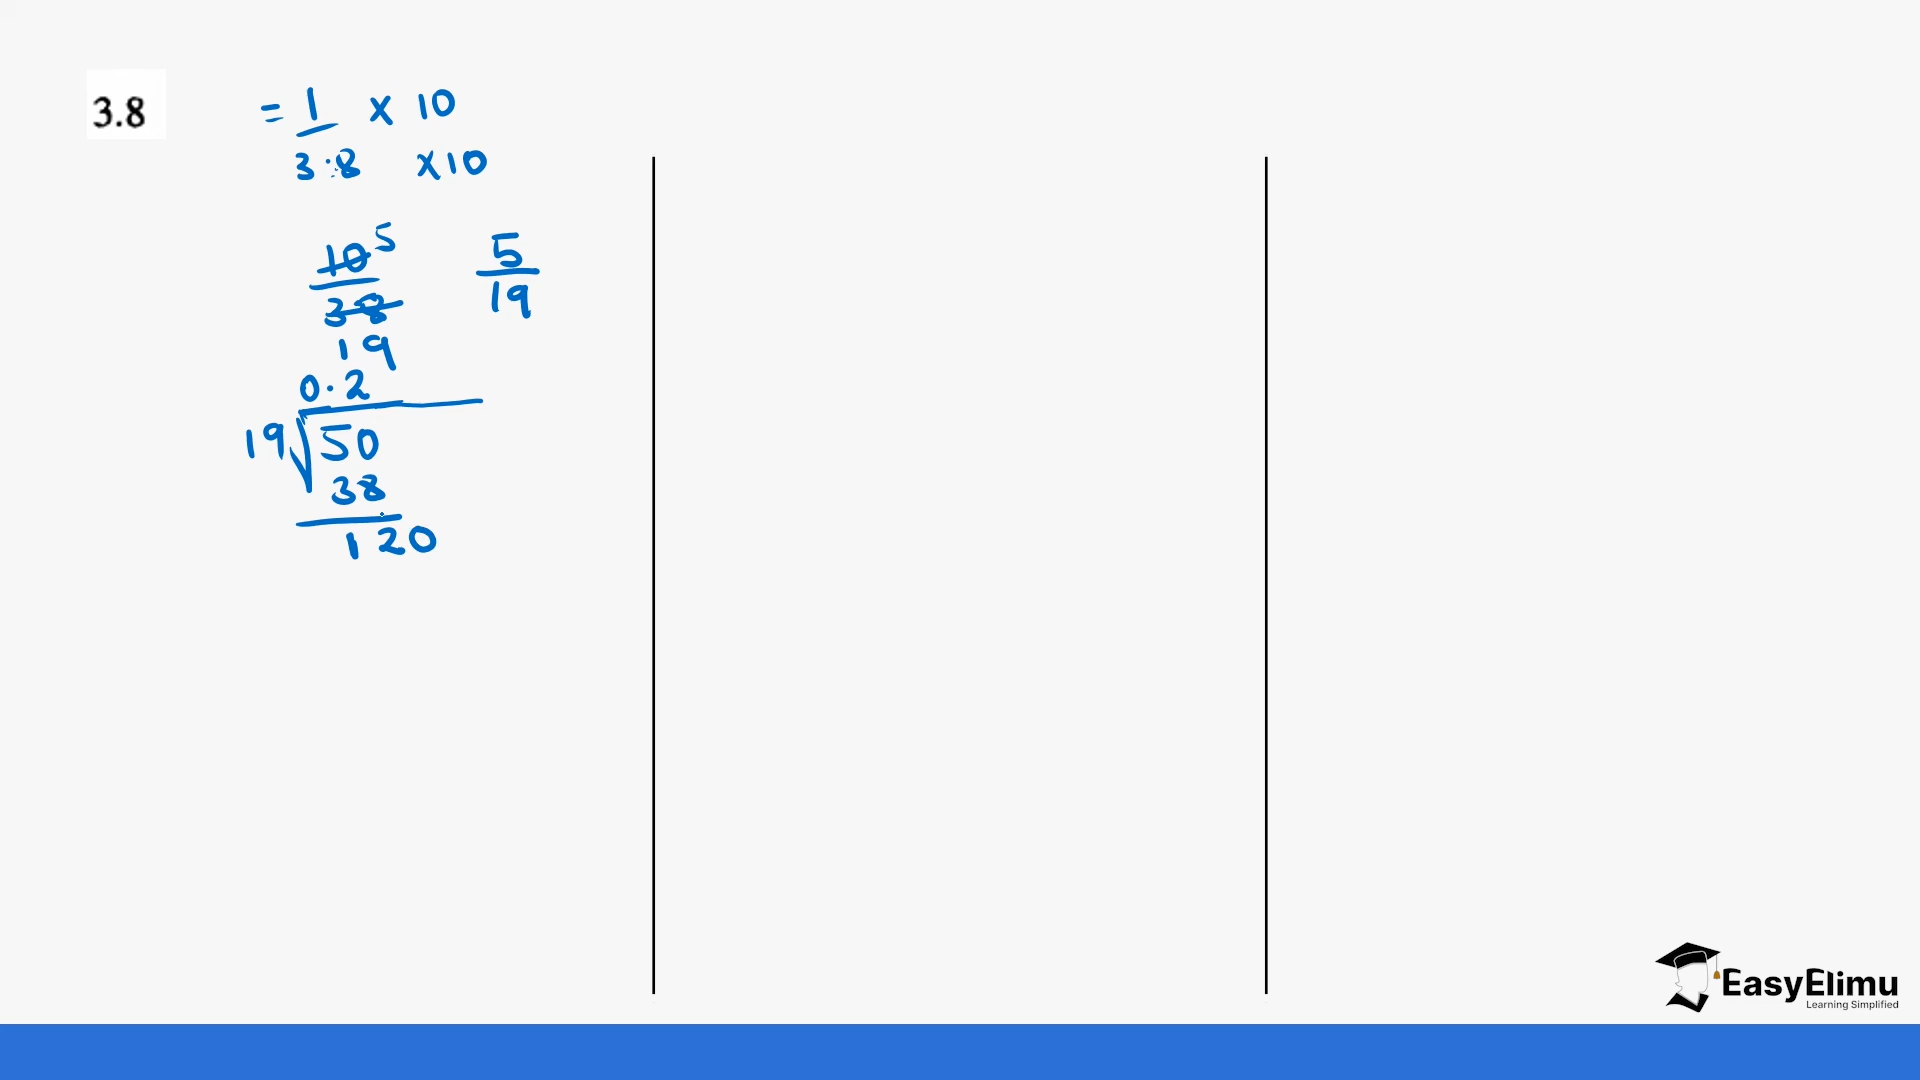 3.8
= 1 x 10
3.8 x10
10 5
38
19
5
19
0.2
19 50
38
120
EasyElimu
Learning Simplified